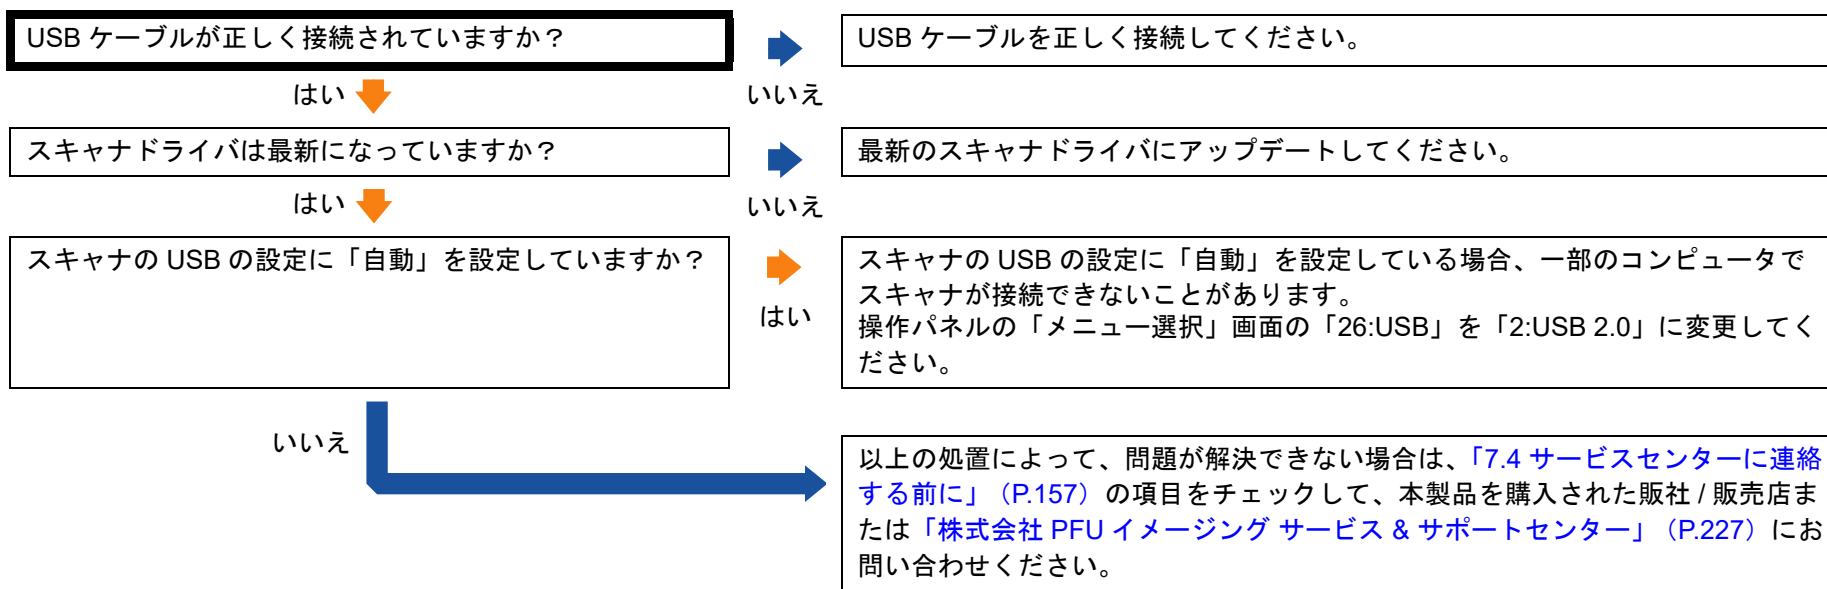 USB ケーブルが正しく接続されていますか？
USB ケーブルを正しく接続してください。
はい
いいえ
スキャナドライバは最新になっていますか？
最新のスキャナドライバにアップデートしてください。
はい
いいえ
スキャナの USB の設定に「自動」を設定していますか？
はい
スキャナの USB の設定に「自動」を設定している場合、一部のコンピュータで
スキャナが接続できないことがあります。
操作パネルの「メニュー選択」画面の「26:USB」を「2:USB 2.0」に変更してく
ださい。
いいえ
以上の処置によって、問題が解決できない場合は、「7.4 サービスセンターに連絡
する前に」（P.157）の項目をチェックして、本製品を購入された販社 / 販売店ま
たは「株式会社 PFU イメージング サービス & サポートセンター」（P.227）にお
問い合わせください。